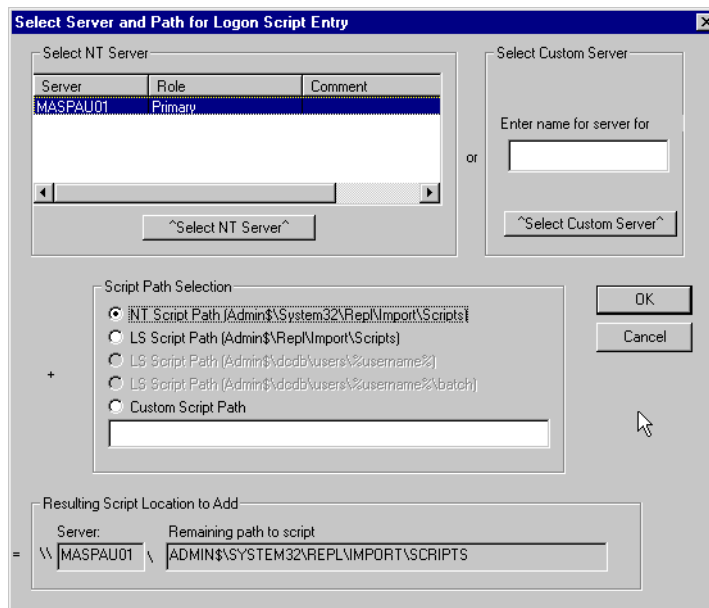 Select Server and Path for Logon Script Entry
Select NT Server
Server Role Comment
MASPAU01 Primary
^Select NT Server^
or
Select Custom Server
Enter name for server for
^Select Custom Server^
+
Script Path Selection
NT Script Path (Admin$\System32\Repl\Import\Scripts)
LS Script Path (Admin$\Repl\Import\Scripts)
LS Script Path (Admin$\dcdb\users\%username%)
LS Script Path (Admin$\dcdb\users\%username%\batch)
Custom Script Path
OK
Cancel
Resulting Script Location to Add
Server: Remaining path to script
= \\ MASPAU01 \ ADMIN$\SYSTEM32\REPL\IMPORT\SCRIPTS